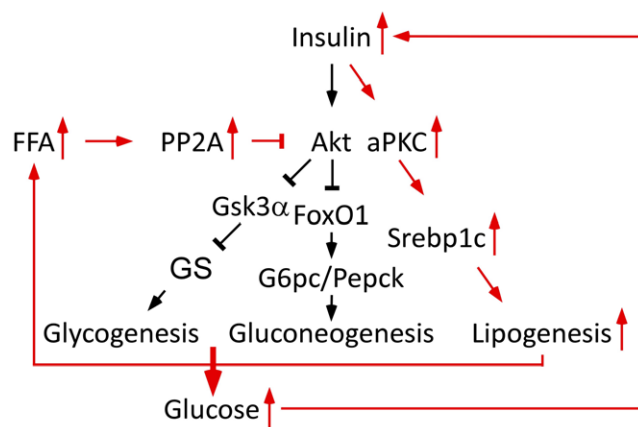 Insulin
FFA PP2A Akt aPKC
Gsk3α FoxO1
Srebp1c
GS G6pc/Pepck
Glycogenesis Gluconeogenesis Lipogenesis
Glucose